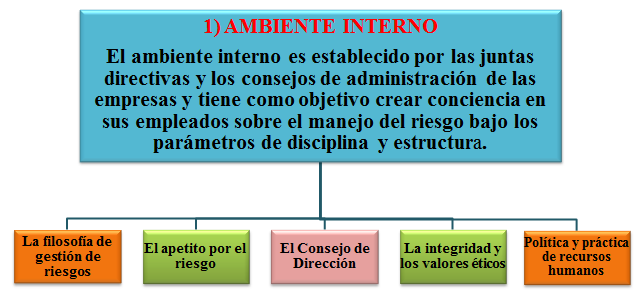 1) AMBIENTE INTERNO
El ambiente interno es establecido por las juntas
directivas y los consejos de administración de las
empresas y tiene como objetivo crear conciencia en
sus empleados sobre el manejo del riesgo bajo los
parámetros de disciplina y estructura.
La filosofía de
gestión de
riesgos
El apetito por el
riesgo
El Consejo de
Dirección
La integridad y
los valores éticos
Política y práctica
de recursos
humanos